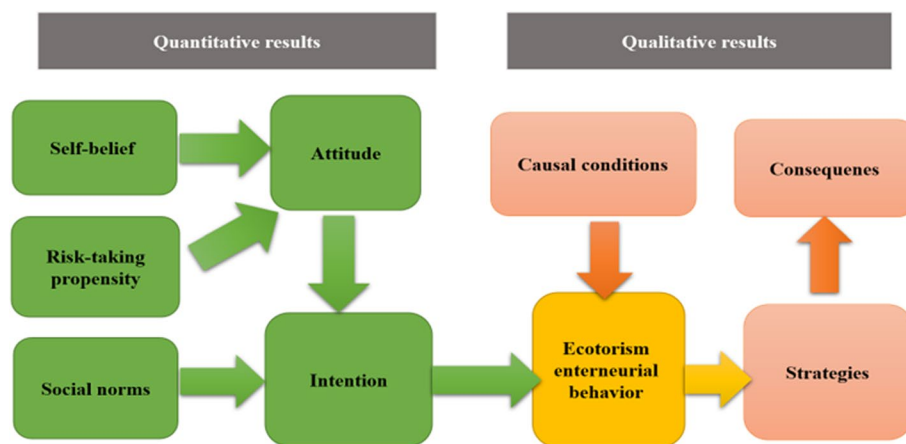 Quantitative results
Qualitative results
Self-belief
Attitude
Causal conditions
Consequenes
Risk-taking
propensity
Social norms
Intention
Ecotorism
enterneurial
behavior
Strategies